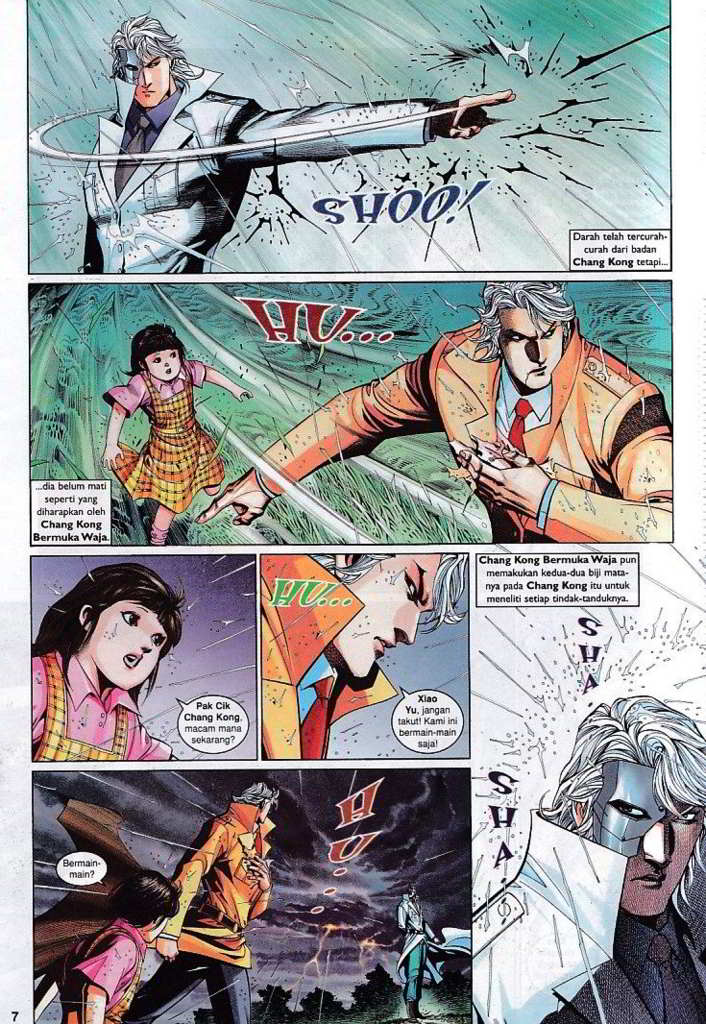 SHOO!
Darah telah tercurah-
curah dari badan
Chang Kong tetapi...
HU...
...dia belum mati
seperti yang
diharapkan oleh
Chang Kong
Bermuka Waja.
Pak Cik
Chang Kong,
macam mana
sekarang?
HU...
Xiao
Yu, jangan
takut! Kami ini
bermain-main
saja!
Chang Kong Bermuka Waja pun
memakukan kedua-dua biji mata-
nya pada Chang Kong itu untuk
meneliti setiap tindak-tanduknya.
SHA
SHA
Bermain-
main?
HU...
7